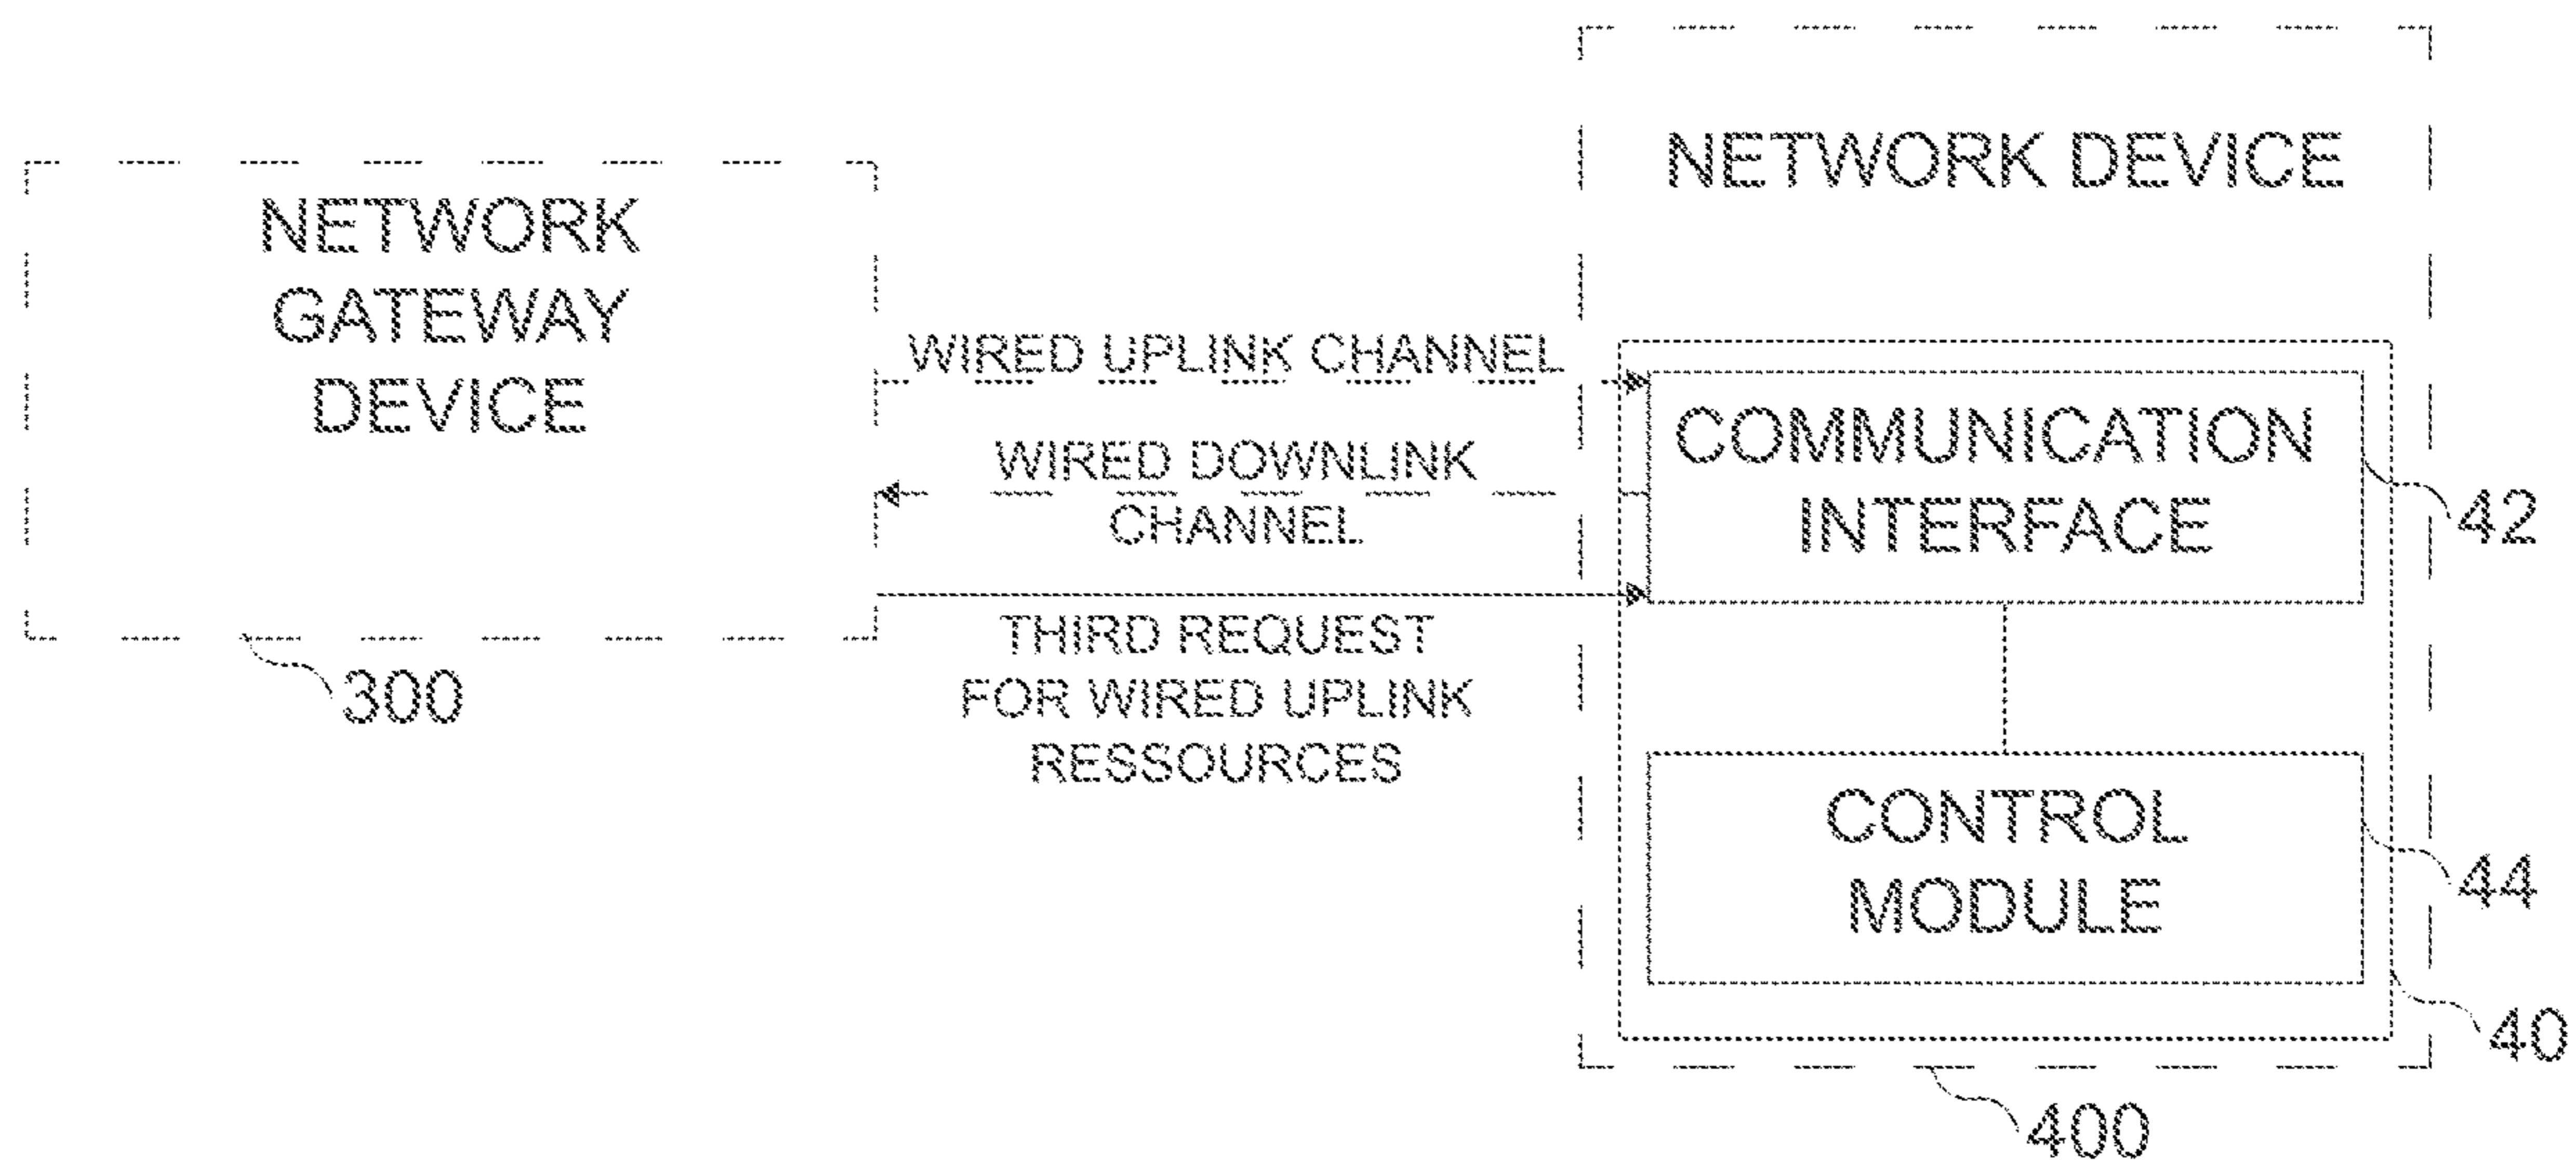 NETWORK DEVICE
NETWORK
GATEWAY
DEVICE
WIRED UPLINK CHANNEL
WIRED DOWNLINK
CHANNEL
THIRD REQUEST
FOR WIRED UPLINK
RESSOURCES
COMMUNICATION
INTERFACE
42
300
CONTROL
MODULE
44
40
400